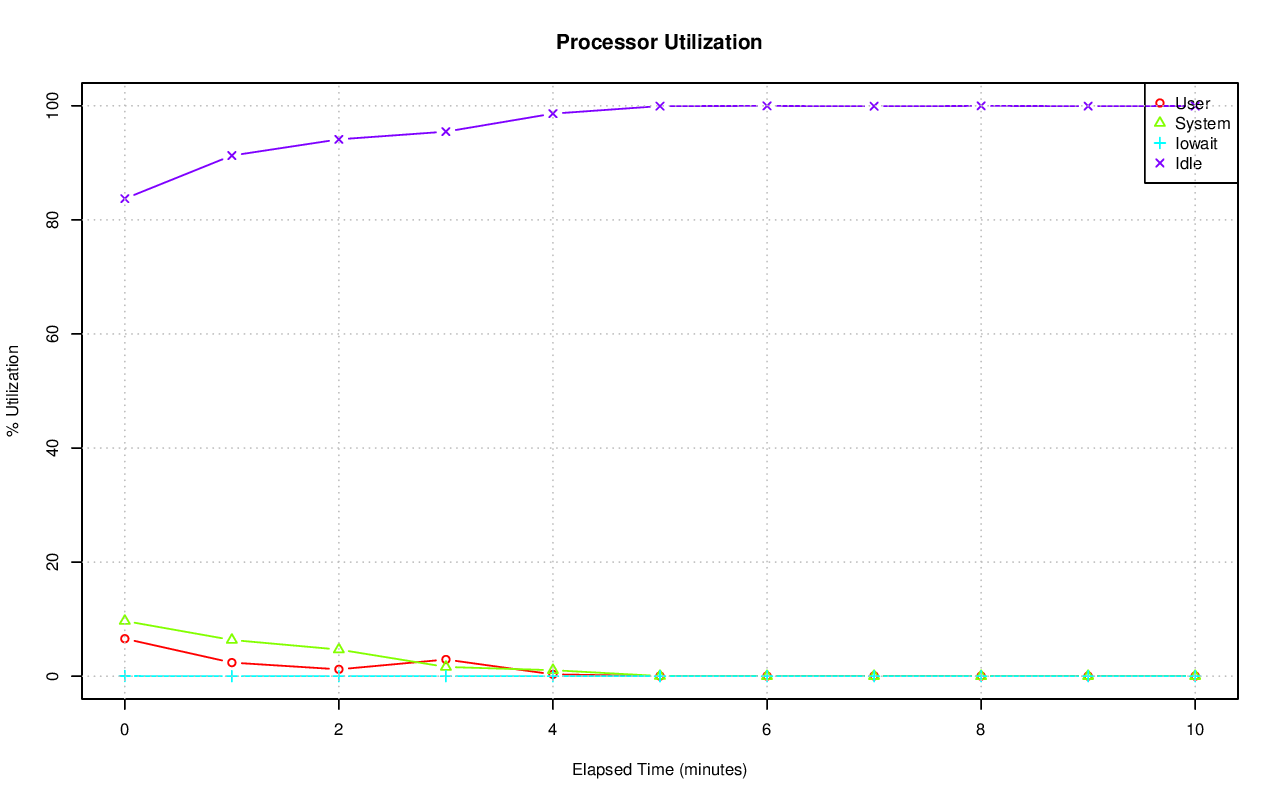 Processor Utilization
User
System
Iowait
Idle
100
80
60
40
20
0
% Utilization
0 2 4 6 8 10
Elapsed Time (minutes)